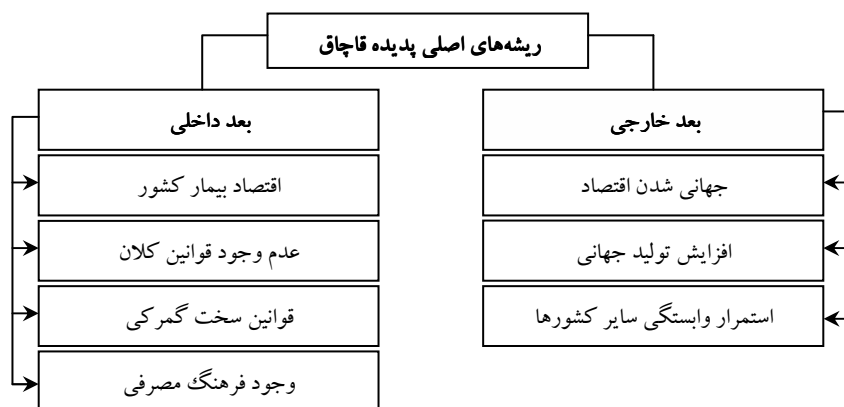 ریشه‌های اصلی پدیده قاچاق
بعد خارجی
جهانی شدن اقتصاد
افزایش تولید جهانی
استمرار وابستگی سایر کشورها
بعد داخلی
اقتصاد بیمار کشور
عدم وجود قوانین کلان
قوانین سخت گمرکی
وجود فرهنگ مصرفی